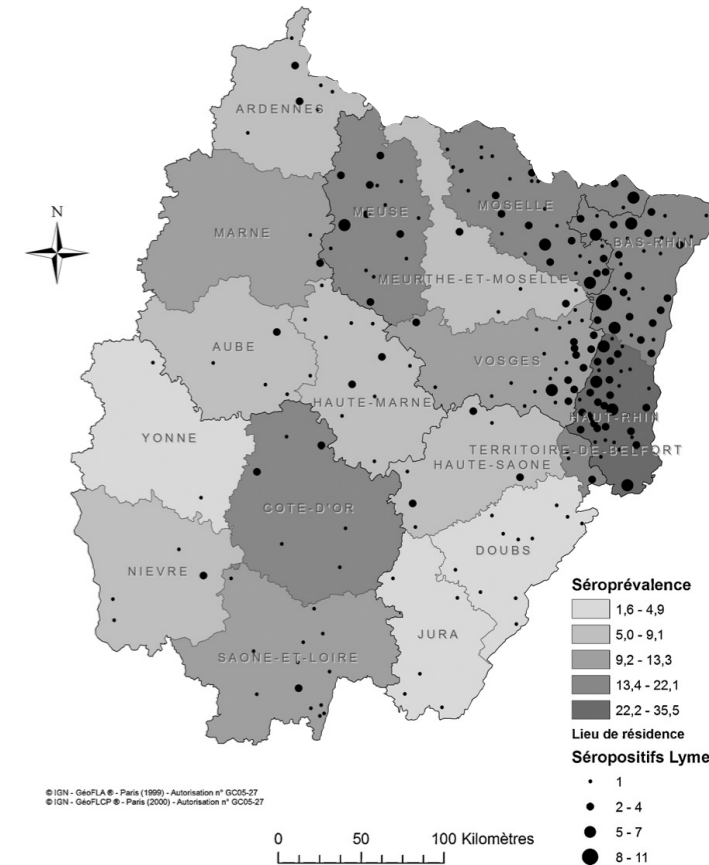 ARDENNES
MARNE
MEUSE
MOSELLE
BAS-RHIN
MEURTHE-ET-MOSELLE
N
AUBE
VOSGES
HAUTE-MARNE
HAUT-RHIN
YONNE
TERRITOIRE-DE-BELFORT
HAUTE-SAONE
COTE-D'OR
DOUBS
NIEVRE
JURA
SAONE-ET-LOIRE
Séroprévalence
1,6 - 4,9
5,0 - 9,1
9,2 - 13,3
13,4 - 22,1
22,2 - 35,5
Lieu de résidence
Séropositifs Lyme
1
2 - 4
5 - 7
8 - 11
© IGN - GéoFLA ® - Paris (1999) - Autorisation n° GC05-27
© IGN - GéoFLCP ® - Paris (2000) - Autorisation n° GC05-27
0 50 100 Kilomètres